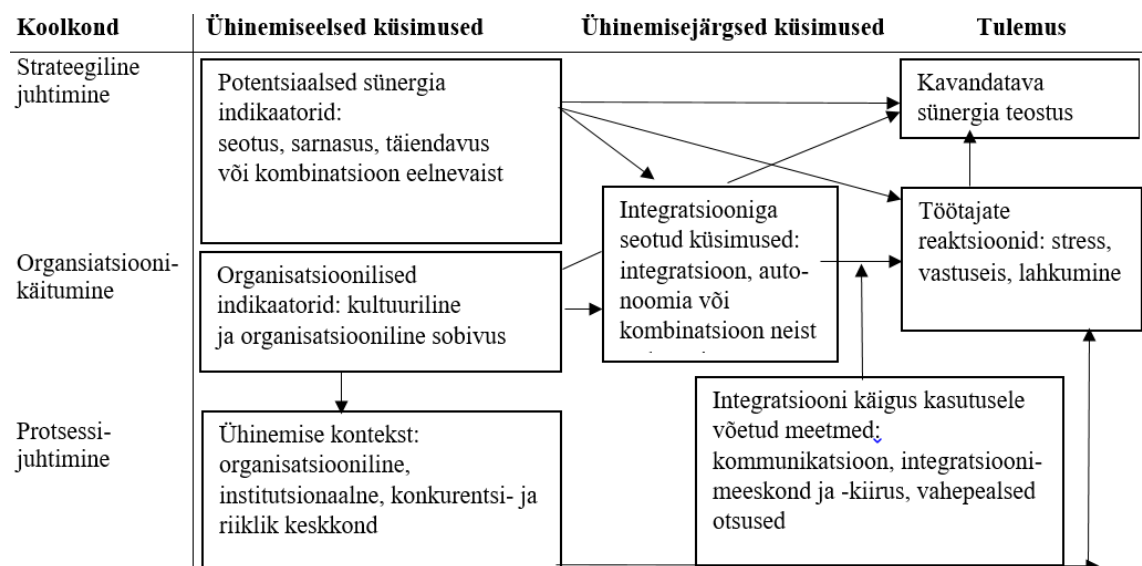 Koolkond
Ühinemiseelsed küsimused
Ühinemisejärgsed küsimused
Tulemus
Strateegiline
juhtimine
Potentsiaalsed sünergia
indikaatorid:
seotus, sarnasus, täiendavus
või kombinatsioon eelnevaist
Kavandatava
sünergia teostus
Organsiatsiooni-
käitumine
Organisatsioonilised
indikaatorid: kultuuriline
ja organisatsiooniline sobivus
Integratsiooniga
seotud küsimused:
integratsioon, auto-
noomia või
kombinatsioon neist
Töötajate
reaktsioonid: stress,
vastuseis, lahkumine
Protsessi-
juhtimine
Ühinemise kontekst:
organisatsiooniline,
institutsionaalne, konkurentsi- ja
riiklik keskkond
Integratsiooni käigus kasutusele
võetud meetmed:
kommunikatsioon, integratsiooni-
meeskond ja -kiirus, vahepealsed
otsused